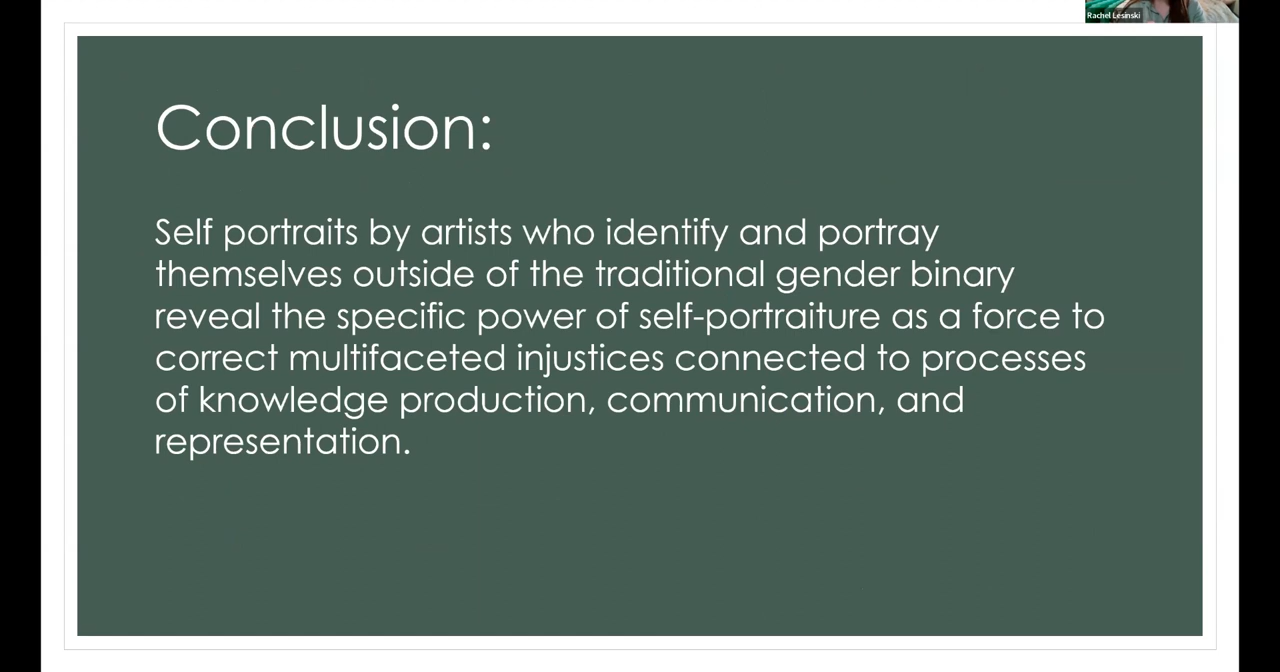 Rachel Lesinski
Conclusion:
Self portraits by artists who identify and portray
themselves outside of the traditional gender binary
reveal the specific power of self-portraiture as a force to
correct multifaceted injustices connected to processes
of knowledge production, communication, and
representation.